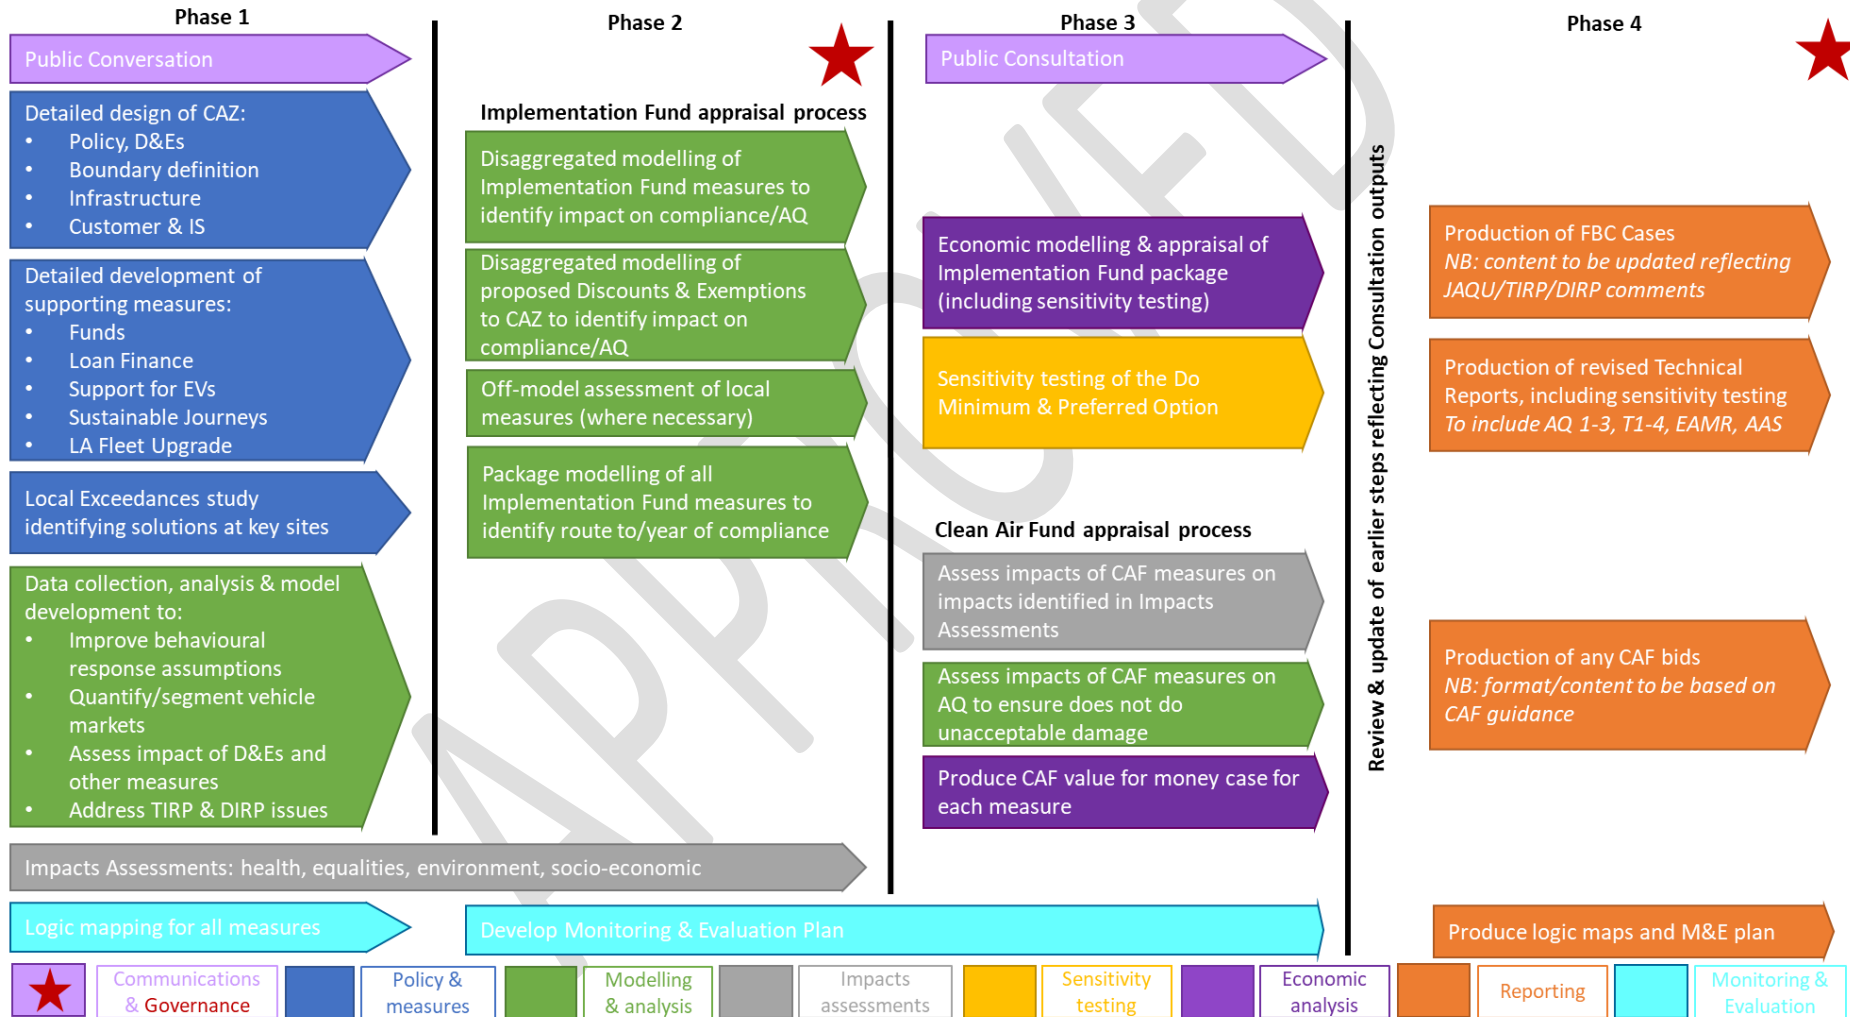 Phase 1
Public Conversation
Detailed design of CAZ:
• Policy, D&Es
• Boundary definition
• Infrastructure
• Customer & IS
Detailed development of
supporting measures:
• Funds
• Loan Finance
• Support for EVs
• Sustainable Journeys
• LA Fleet Upgrade
Local Exceedances study
identifying solutions at key sites
Data collection, analysis & model
development to:
• Improve behavioural
response assumptions
• Quantify/segment vehicle
markets
• Assess impact of D&Es and
other measures
• Address TIRP & DIRP issues
Impacts Assessments: health, equalities, environment, socio-economic
Logic mapping for all measures
Phase 2
Implementation Fund appraisal process
Disaggregated modelling of
Implementation Fund measures to
identify impact on compliance/AQ
Disaggregated modelling of
proposed Discounts & Exemptions
to CAZ to identify impact on
compliance/AQ
Off-model assessment of local
measures (where necessary)
Package modelling of all
Implementation Fund measures to
identify route to/year of compliance
Develop Monitoring & Evaluation Plan
Phase 3
Public Consultation
Economic modelling & appraisal of
Implementation Fund package
(including sensitivity testing)
Sensitivity testing of the Do
Minimum & Preferred Option
Clean Air Fund appraisal process
Assess impacts of CAF measures on
impacts identified in Impacts
Assessments
Assess impacts of CAF measures on
AQ to ensure does not do
unacceptable damage
Produce CAF value for money case for
each measure
Review & update of earlier steps reflecting Consultation outputs
Phase 4
Production of FBC Cases
NB: content to be updated reflecting
JAQU/TIRP/DIRP comments
Production of revised Technical
Reports, including sensitivity testing
To include AQ 1-3, T1-4, EAMR, AAS
Production of any CAF bids
NB: format/content to be based on
CAF guidance
Produce logic maps and M&E plan
APPROVED
Communications
& Governance
Policy &
measures
Modelling
& analysis
Impacts
assessments
Sensitivity
testing
Economic
analysis
Reporting
Monitoring &
Evaluation